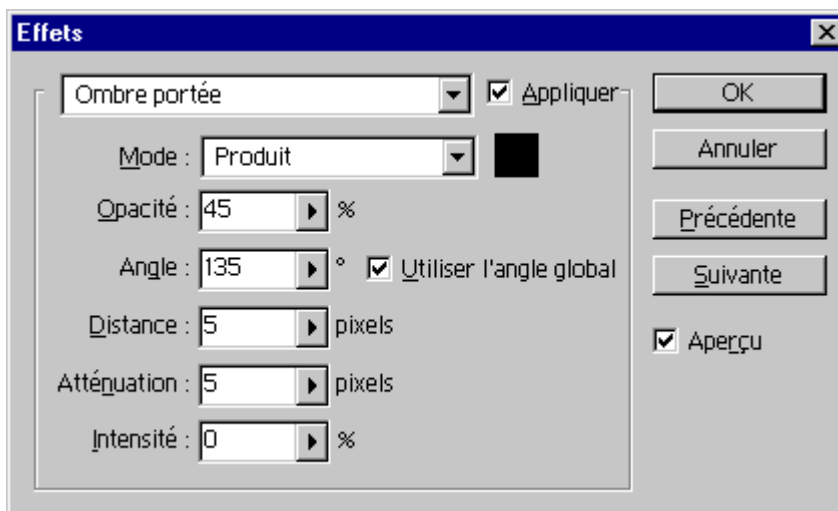 Effets
Ombre portée Appliquer
Mode : Produit
Opacité : 45 %
Angle : 135 ° Utiliser l'angle global
Distance : 5 pixels
Atténuation : 5 pixels
Intensité : 0 %
OK
Annuler
Précédente
Suivante
Aperçu